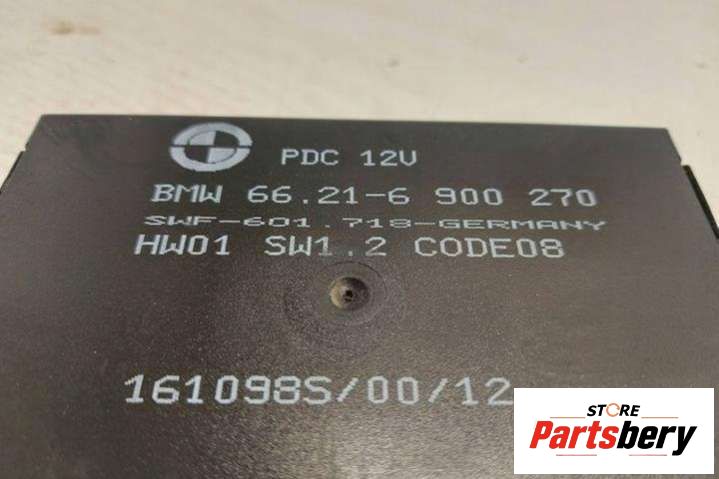 PDC 12V
BMW 66.21-6 900 270
SWF-601.718-GERMANY
HW01 SW1.2 CODE08
161098S/00/12
STORE
Partsbery